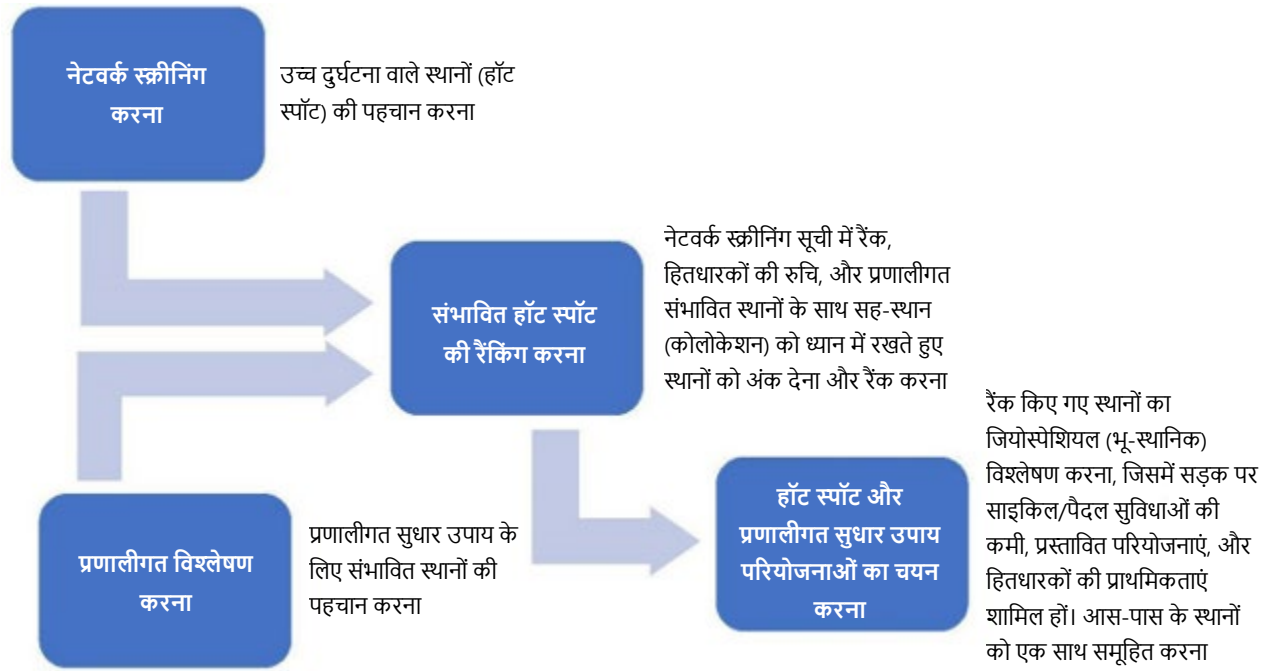 नेटवर्क स्क्रीनिंग
करना
उच्च दुर्घटना वाले स्थानों (हॉट
स्पॉट) की पहचान करना
संभावित हॉट स्पॉट
की रैंकिंग करना
नेटवर्क स्क्रीनिंग सूची में रैंक,
हितधारकों की रुचि, और प्रणालीगत
संभावित स्थानों के साथ सह-स्थान
(कोलोकेशन) को ध्यान में रखते हुए
स्थानों को अंक देना और रैंक करना
प्रणालीगत विश्लेषण
करना
प्रणालीगत सुधार उपाय के
लिए संभावित स्थानों की
पहचान करना
हॉट स्पॉट और
प्रणालीगत सुधार उपाय
परियोजनाओं का चयन
करना
रैंक किए गए स्थानों का
जियोस्पेशियल (भू-स्थानिक)
विश्लेषण करना, जिसमें सड़क पर
साइकिल/पैदल सुविधाओं की
कमी, प्रस्तावित परियोजनाएं, और
हितधारकों की प्राथमिकताएं
शामिल हों। आस-पास के स्थानों
को एक साथ समूहित करना